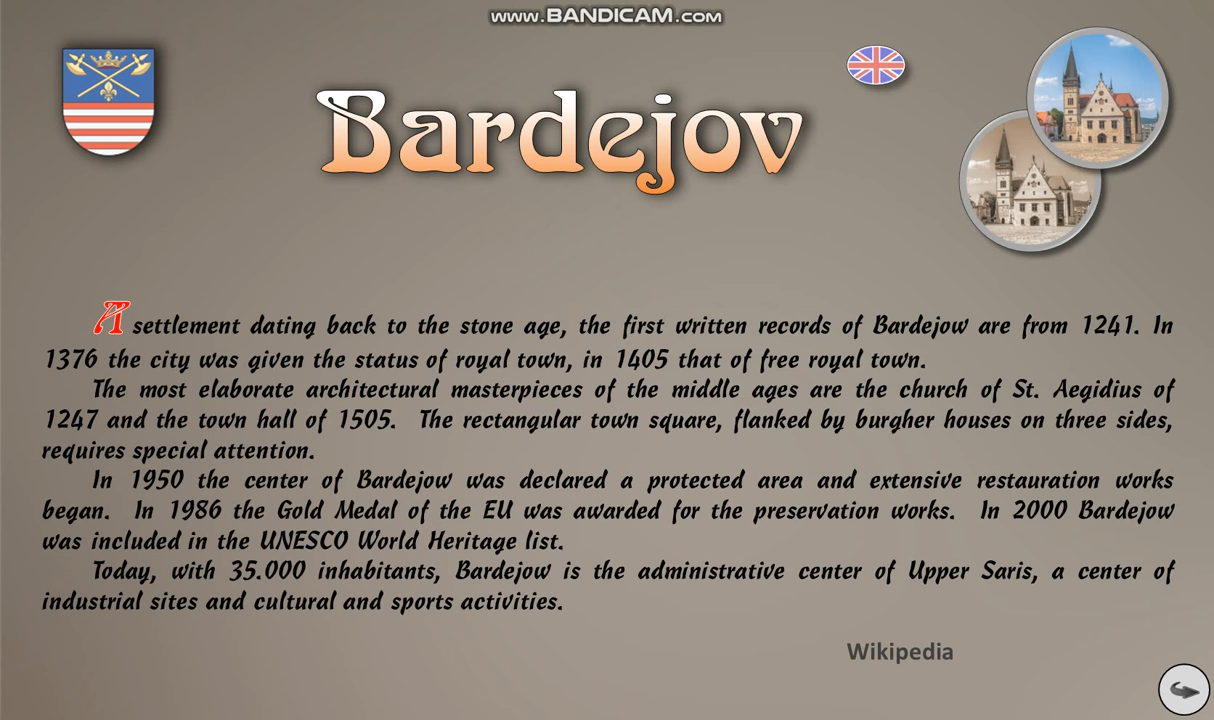 www.BANDICAM.com
Bardejov
A settlement dating back to the stone age, the first written records of Bardejow are from 1241. In
1376 the city was given the status of royal town, in 1405 that of free royal town.
The most elaborate architectural masterpieces of the middle ages are the church of St. Aegidius of
1247 and the town hall of 1505. The rectangular town square, flanked by burgher houses on three sides,
requires special attention.
In 1950 the center of Bardejow was declared a protected area and extensive restauration works
began. In 1986 the Gold Medal of the EU was awarded for the preservation works. In 2000 Bardejow
was included in the UNESCO World Heritage list.
Today, with 35.000 inhabitants, Bardejow is the administrative center of Upper Saris, a center of
industrial sites and cultural and sports activities.
Wikipedia